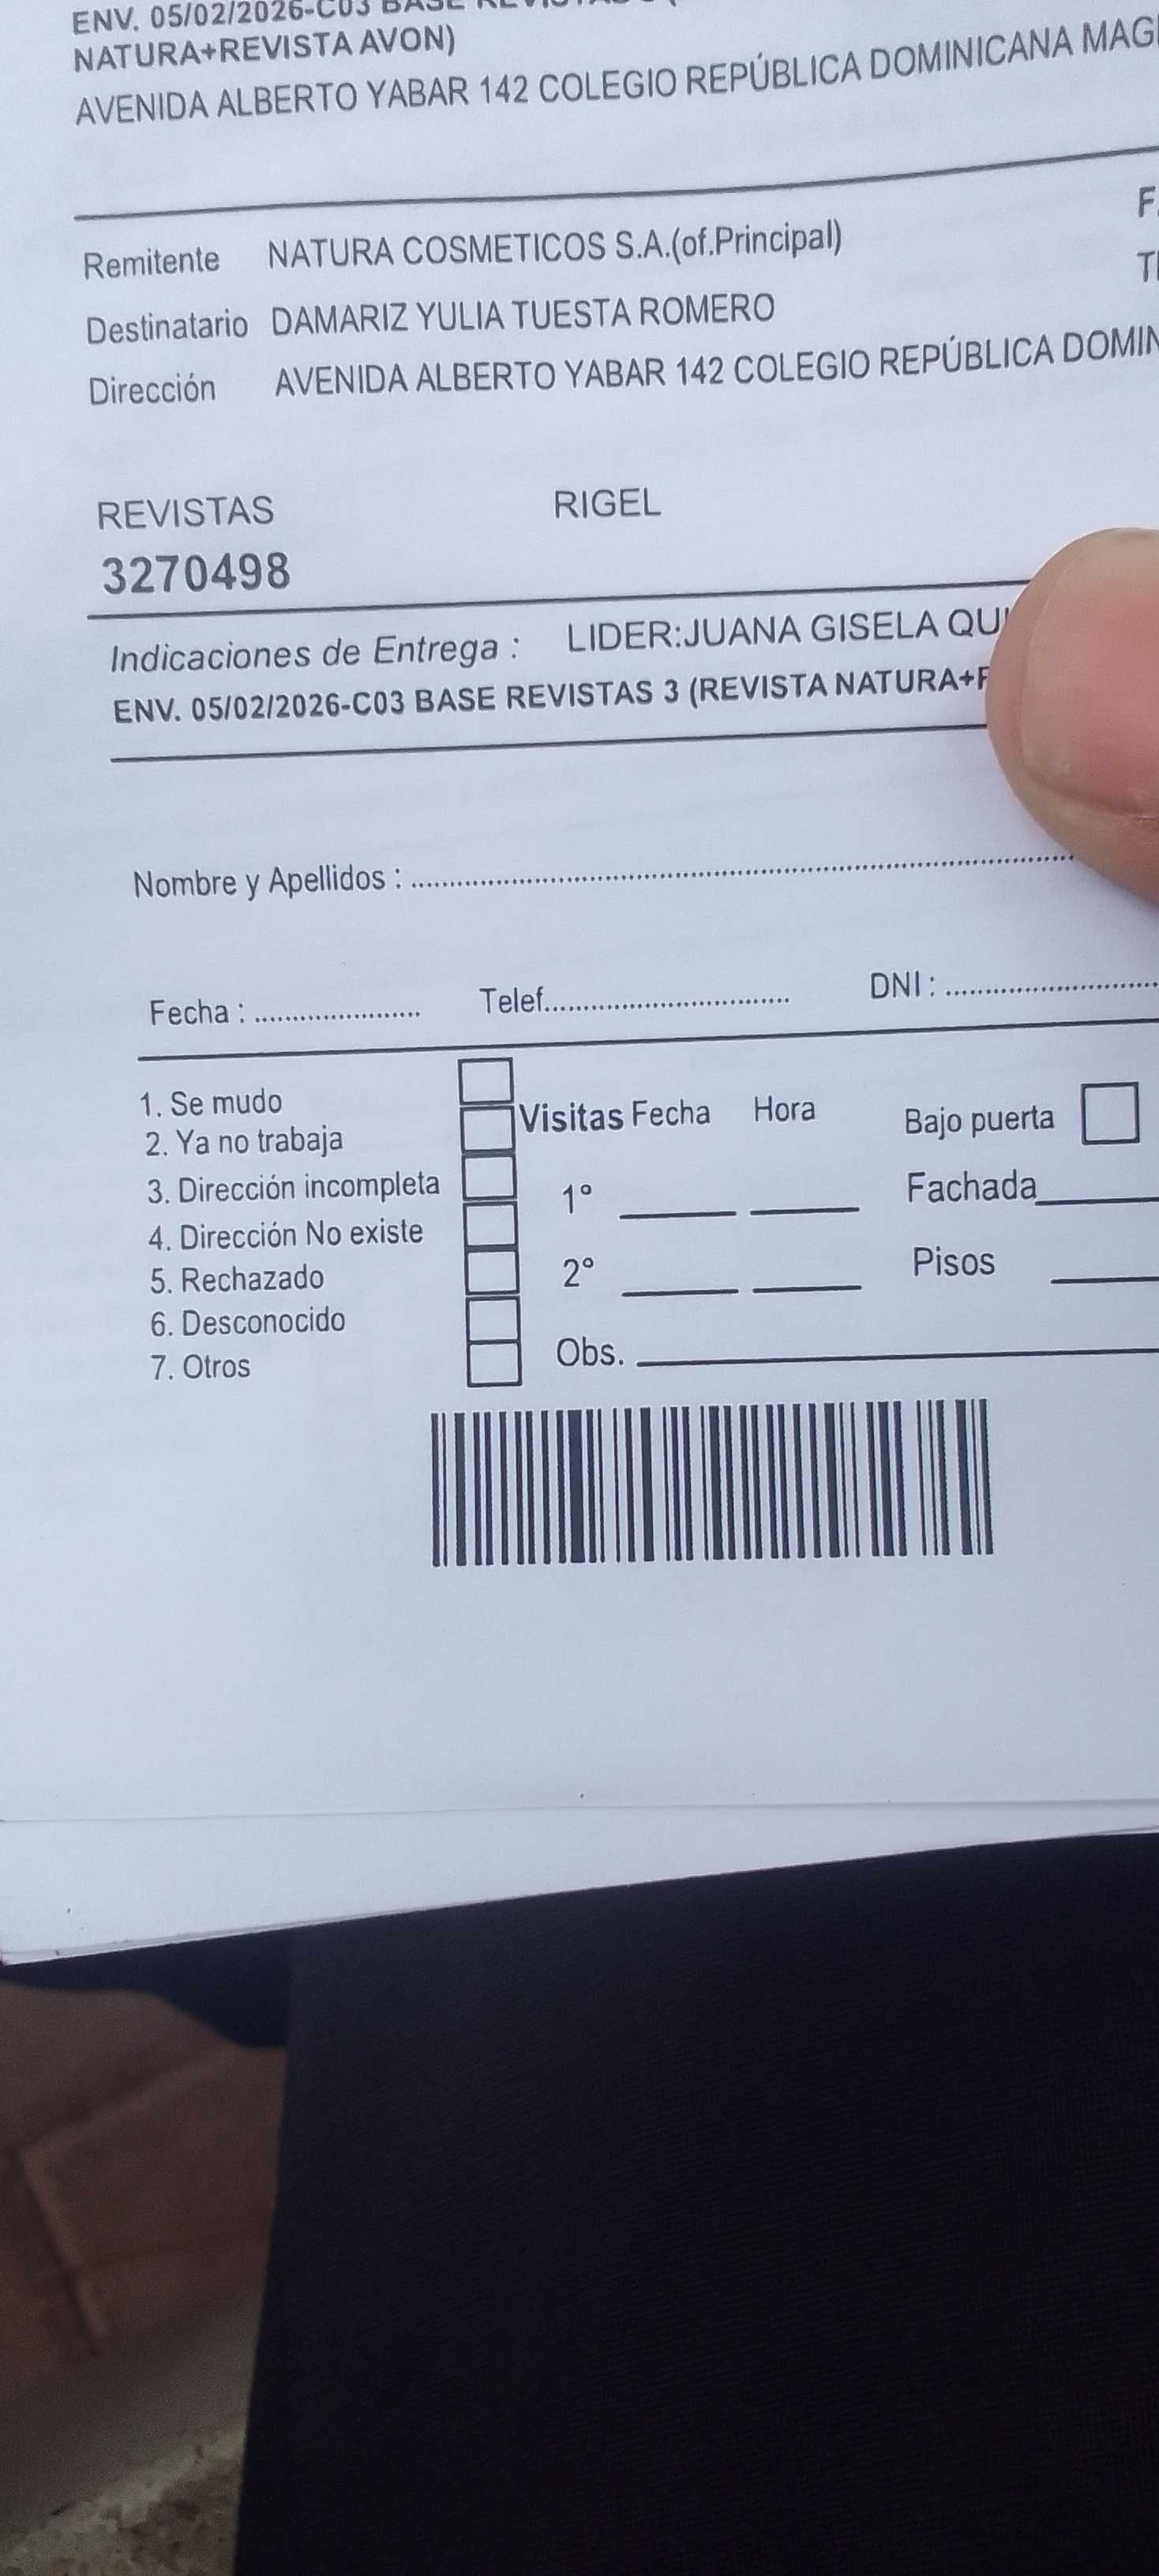 ENV. 05/02/2026-C03 BASE
NATURA+REVISTA AVON)
AVENIDA ALBERTO YABAR 142 COLEGIO REPÚBLICA DOMINICANA
Remitente NATURA COSMETICOS S.A.(of.Principal)
Destinatario DAMARIZ YULIA TUESTA ROMERO
Dirección AVENIDA ALBERTO YABAR 142 COLEGIO REPÚBLICA
REVISTAS RIGEL
3270498
Indicaciones de Entrega : LIDER:JUANA GISELA
ENV. 05/02/2026-C03 BASE REVISTAS 3 (REVISTA NATURA+
Nombre y Apellidos :
Fecha : Telef. DNI :
1. Se mudo
2. Ya no trabaja
3. Dirección incompleta
4. Dirección No existe
5. Rechazado
6. Desconocido
7. Otros
Visitas Fecha Hora Bajo puerta
1° Fachada
2° Pisos
Obs.